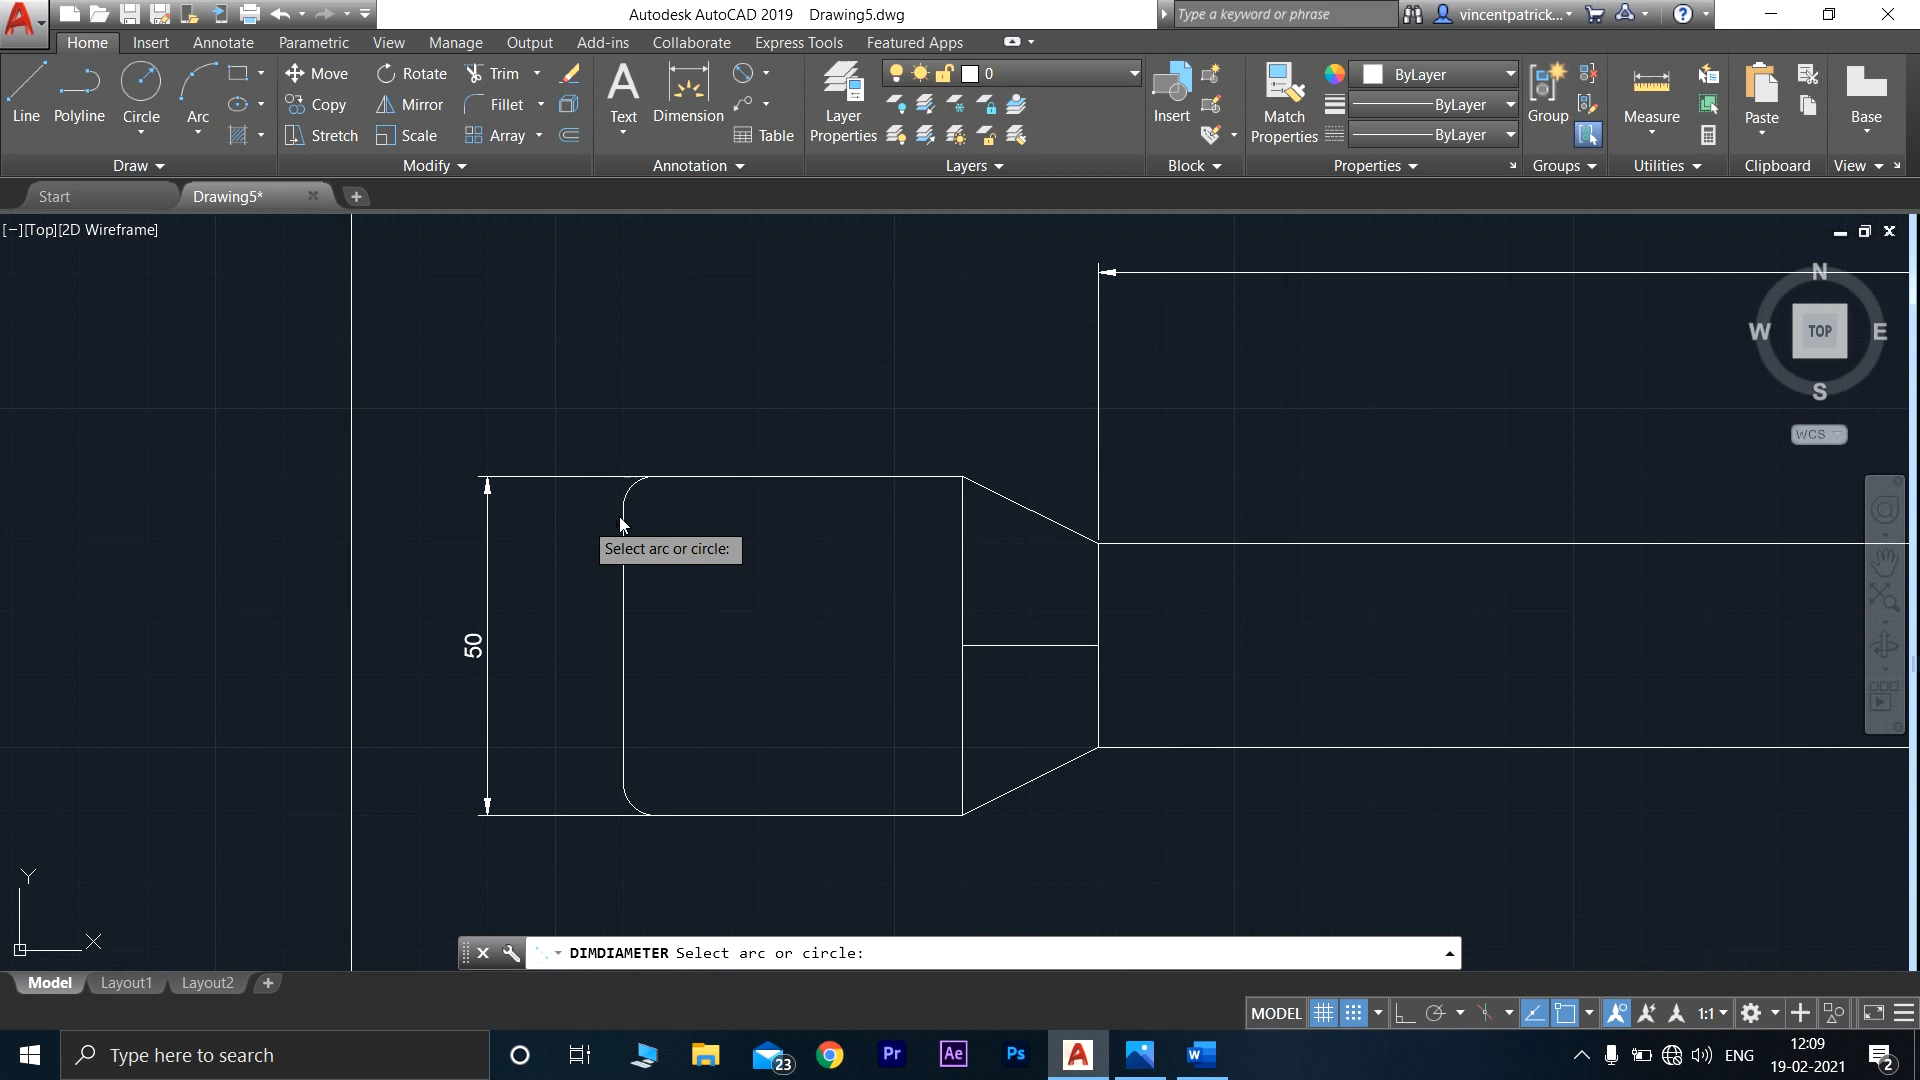 Autodesk AutoCAD 2019 Drawing5.dwg
Type a keyword or phrase
vincentpatrick...
Home Insert Annotate Parametric View Manage Output Add-ins Collaborate Express Tools Featured Apps
Line Polyline Circle Arc
Move Rotate Trim
Copy Mirror Fillet
Stretch Scale Array
Text Dimension Table
Layer Properties
0
Insert
Match Properties
ByLayer
ByLayer
ByLayer
Group
Measure
Paste
Base
Draw Modify Annotation Layers Block Properties Groups Utilities Clipboard View
Start Drawing5*
[−][Top][2D Wireframe]
N
W TOP E
S
WCS
Select arc or circle:
50
Y
X
DIMDIAMETER Select arc or circle:
Model Layout1 Layout2
MODEL 1:1
Type here to search
23
Pr Ae Ps
ENG
12:09
19-02-2021
2